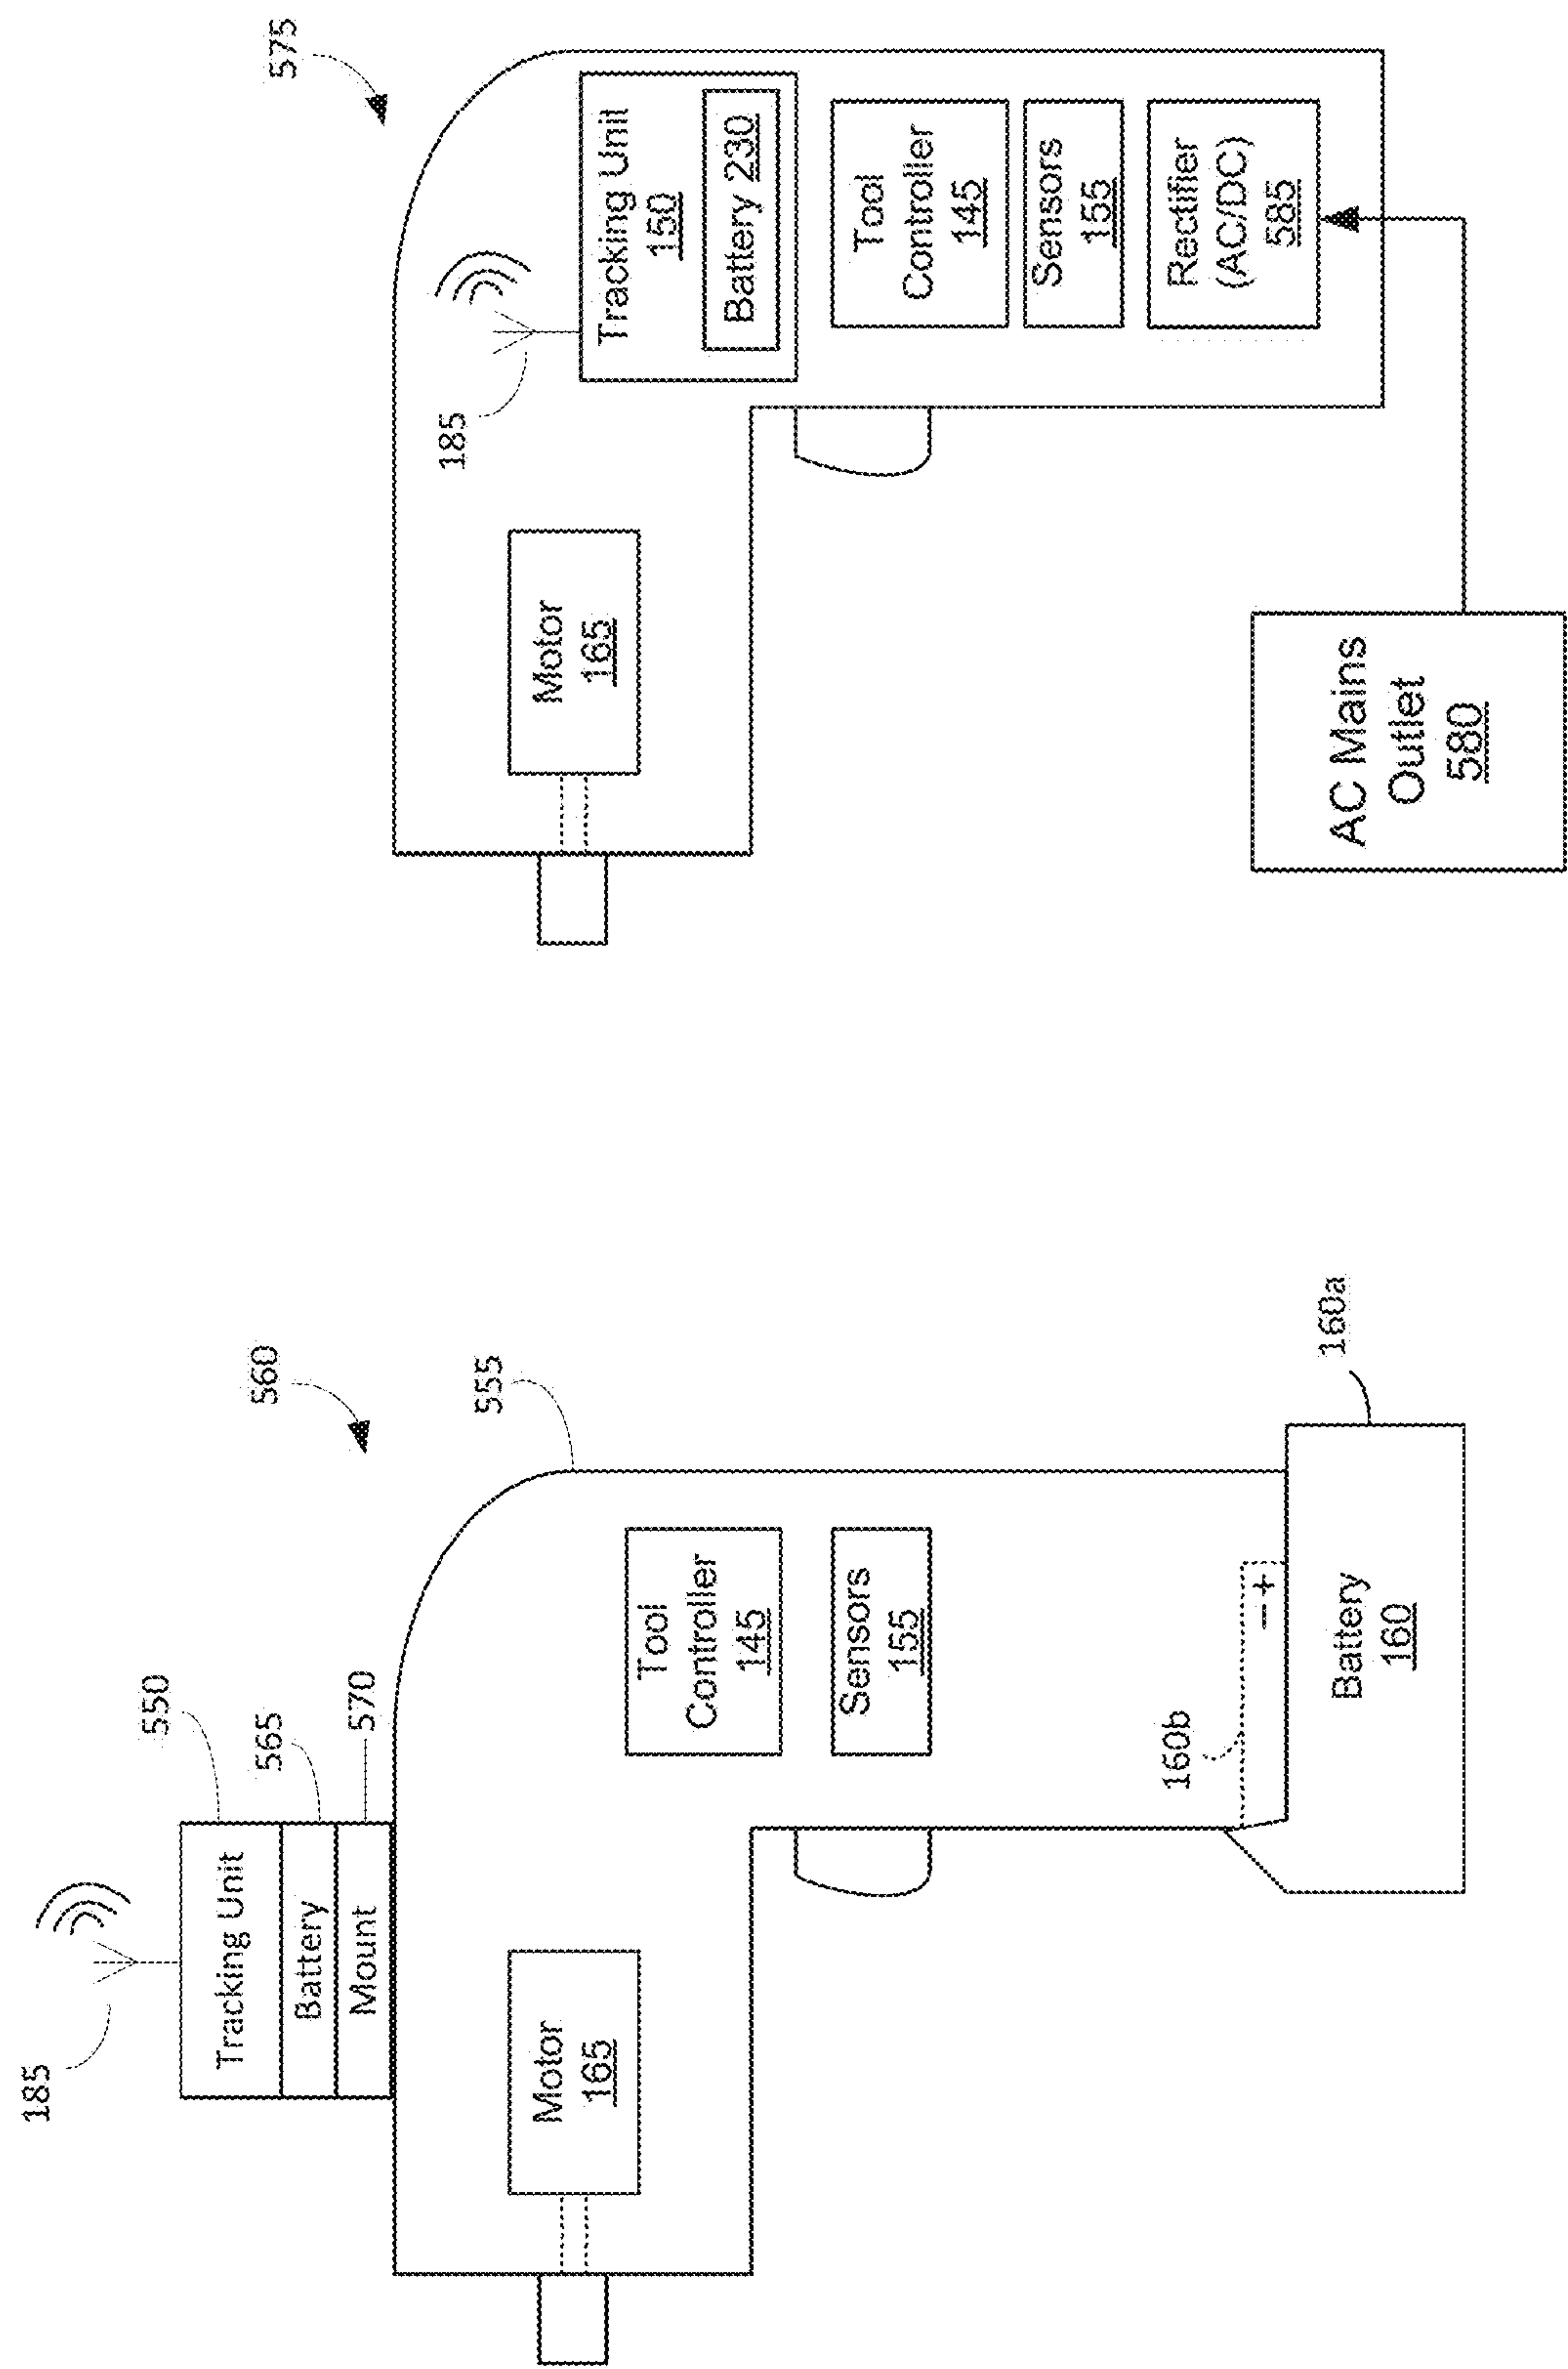 185
550
Tracking Unit
565
Battery
570
Mount
560
555
Motor
165
Tool
Controller
145
Sensors
155
160b
– +
160a
Battery
160
575
185
Tracking Unit
150
Battery 230
Motor
165
Tool
Controller
145
Sensors
155
Rectifier
(AC/DC)
585
AC Mains
Outlet
580